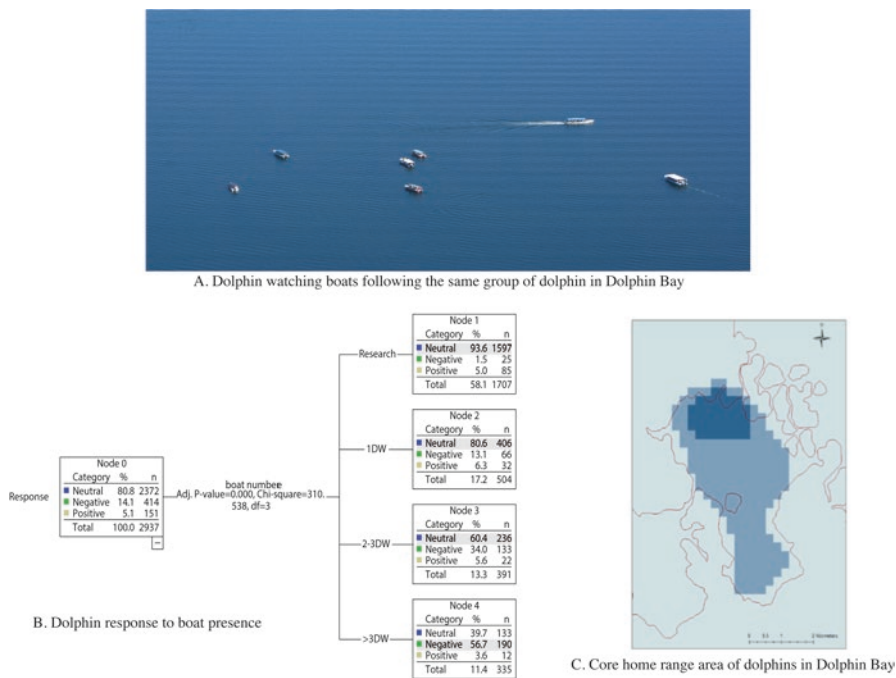 A. Dolphin watching boats following the same group of dolphin in Dolphin Bay
Response
Node 0
Category % n
Neutral 80.8 2372
Negative 14.1 414
Positive 5.1 151
Total 100.0 2937
boat number
Adj. P-value=0.000, Chi-square=310.
538, df=3
Research
Node 1
Category % n
Neutral 93.6 1597
Negative 1.5 25
Positive 5.0 85
Total 58.1 1707
1DW
Node 2
Category % n
Neutral 80.6 406
Negative 13.1 66
Positive 6.3 32
Total 17.2 504
2-3DW
Node 3
Category % n
Neutral 60.4 236
Negative 34.0 133
Positive 5.6 22
Total 13.3 391
>3DW
Node 4
Category % n
Neutral 39.7 133
Negative 56.7 190
Positive 3.6 12
Total 11.4 335
B. Dolphin response to boat presence
0 0.5 1 2 Kilometers
C. Core home range area of dolphins in Dolphin Bay